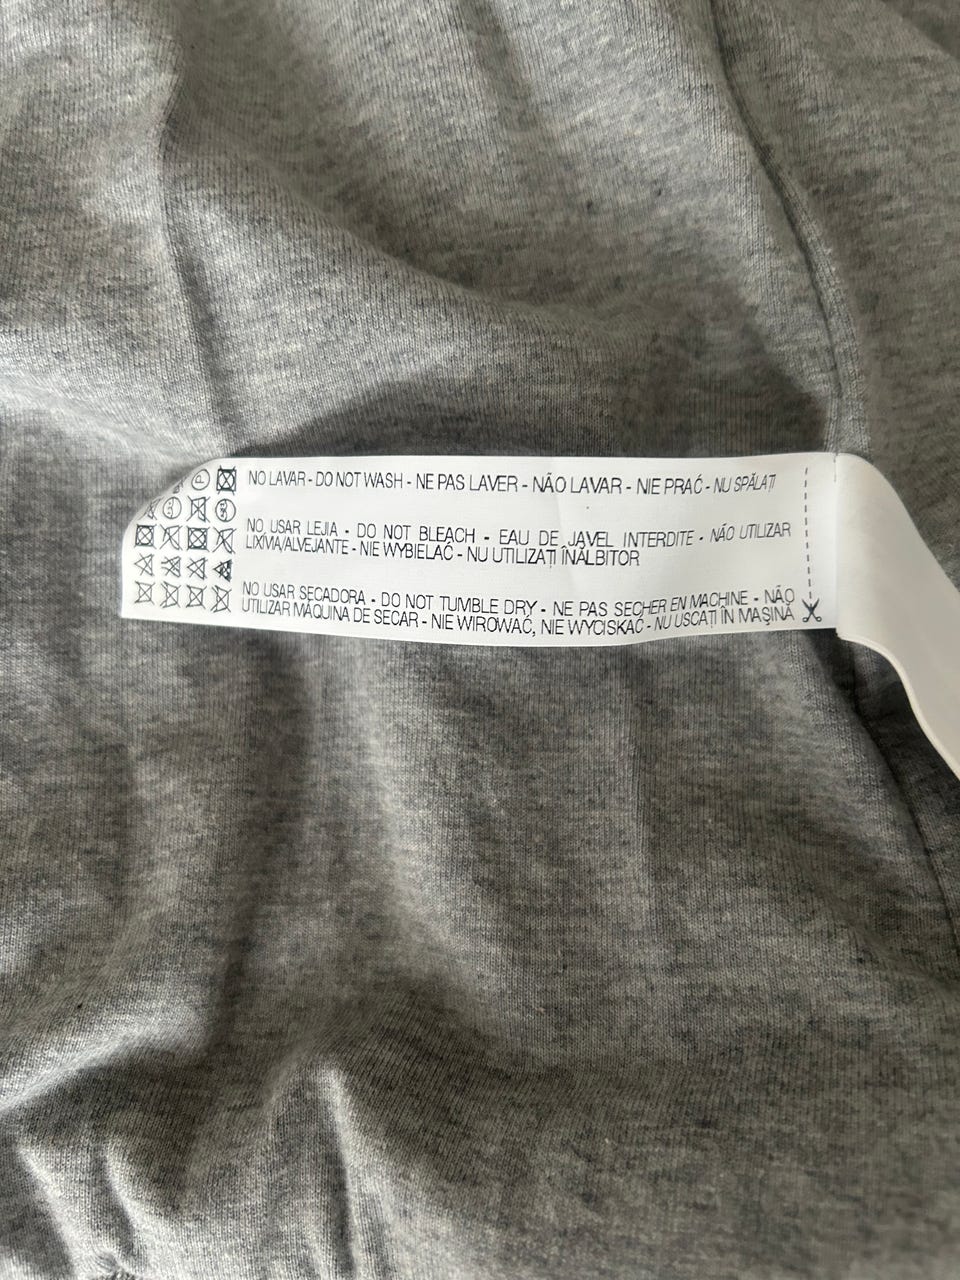 NO LAVAR - DO NOT WASH - NE PAS LAVER - NÃO LAVAR - NIE PRAĆ - NU SPĂLAȚI
NO USAR LEJIA - DO NOT BLEACH - EAU DE JAVEL INTERDITE - NÃO UTILIZAR
LIXIVIA/ALVEJANTE - NIE WYBIELAĆ - NU UTILIZAȚI ÎNĂLBITOR
NO USAR SECADORA - DO NOT TUMBLE DRY - NE PAS SECHER EN MACHINE - NÃO
UTILIZAR MÁQUINA DE SECAR - NIE WIROWAĆ, NIE WYCISKAĆ - NU USCAȚI ÎN MAŞINĂ